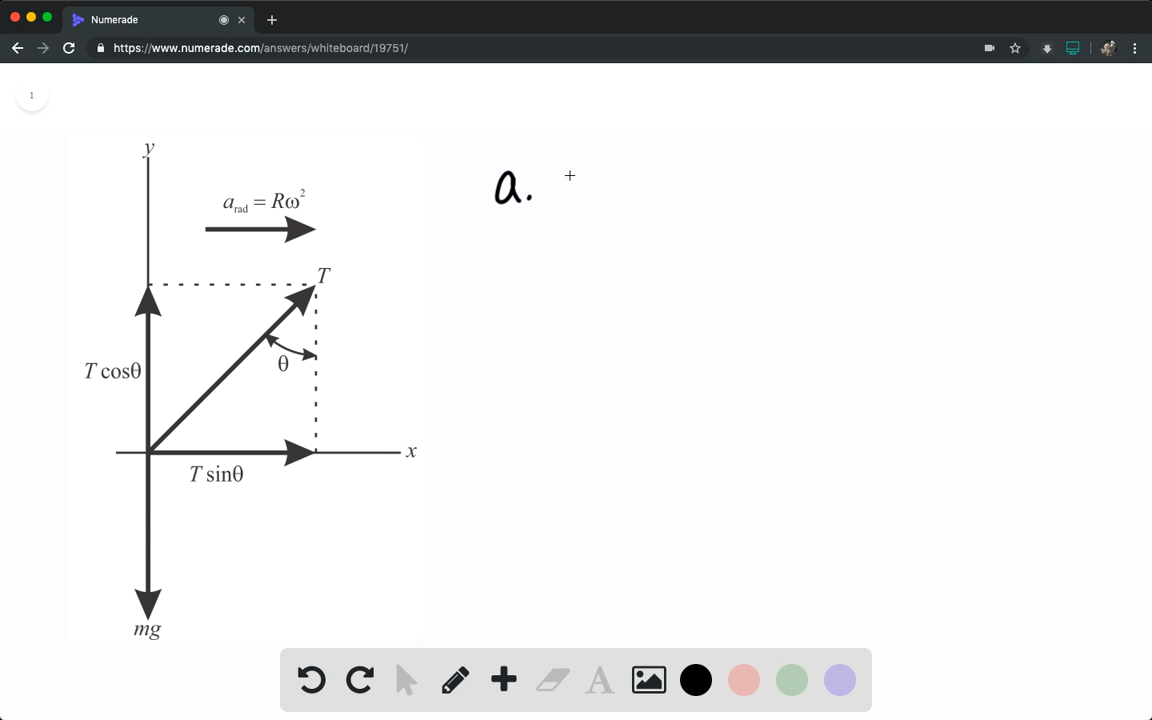 Numerade
https://www.numerade.com/answers/whiteboard/19751/
1
y
a_rad = Rω²
a.
T
θ
T cosθ
x
T sinθ
mg
A